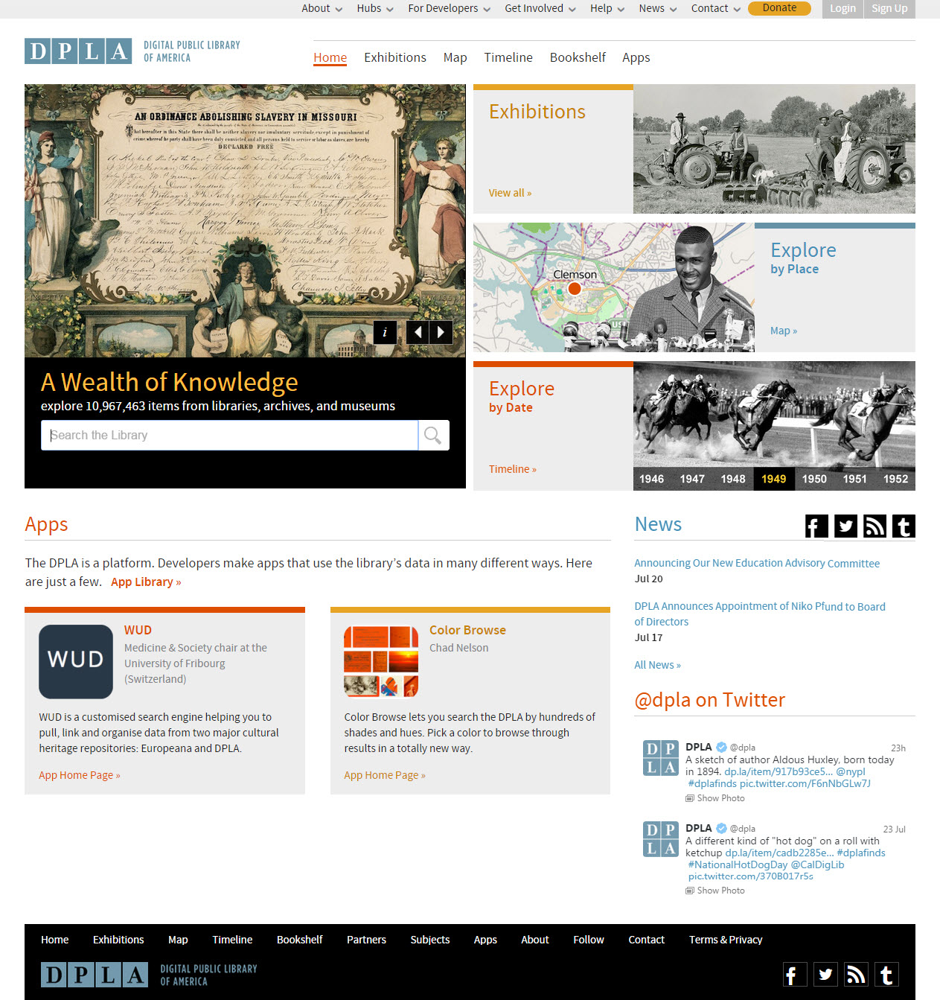 About Hubs For Developers Get Involved Help News Contact Donate Login Sign Up
DPLA DIGITAL PUBLIC LIBRARY
OF AMERICA
Home Exhibitions Map Timeline Bookshelf Apps
AN ORDINANCE ABOLISHING SLAVERY IN MISSOURI
DECLARED FREE
i
A Wealth of Knowledge
explore 10,967,463 items from libraries, archives, and museums
Search the Library
Exhibitions
View all »
Clemson
Explore
by Place
Map »
Explore
by Date
Timeline »
1946 1947 1948 1949 1950 1951 1952
Apps
The DPLA is a platform. Developers make apps that use the library’s data in many different ways. Here
are just a few. App Library »
WUD
WUD
Medicine & Society chair at the
University of Fribourg
(Switzerland)
WUD is a customised search engine helping you to
pull, link and organise data from two major cultural
heritage repositories: Europeana and DPLA.
App Home Page »
Color Browse
Chad Nelson
Color Browse lets you search the DPLA by hundreds of
shades and hues. Pick a color to browse through
results in a totally new way.
App Home Page »
News
Announcing Our New Education Advisory Committee
Jul 20
DPLA Announces Appointment of Niko Pfund to Board
of Directors
Jul 17
All News »
@dpla on Twitter
DP
LA
DPLA @dpla 23h
A sketch of author Aldous Huxley, born today
in 1894. dp.la/item/917b93ce5... @nypl
#dplafinds pic.twitter.com/F6nNbGLw7J
Show Photo
DP
LA
DPLA @dpla 23 Jul
A different kind of "hot dog" on a roll with
ketchup dp.la/item/cadb2285e... #dplafinds
#NationalHotDogDay @CalDigLib
pic.twitter.com/370B017r5s
Show Photo
Home Exhibitions Map Timeline Bookshelf Partners Subjects Apps About Follow Contact Terms & Privacy
DPLA DIGITAL PUBLIC LIBRARY
OF AMERICA